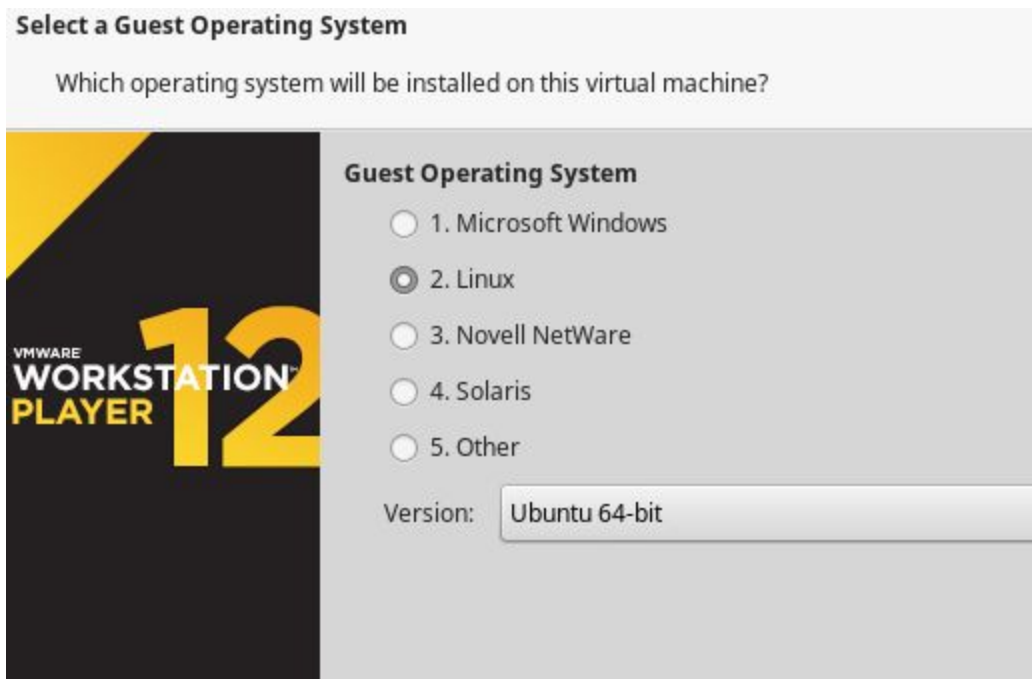 Select a Guest Operating System
Which operating system will be installed on this virtual machine?
Guest Operating System
1. Microsoft Windows
2. Linux
3. Novell NetWare
4. Solaris
5. Other
Version: Ubuntu 64-bit
VMWARE
WORKSTATION™
PLAYER 12